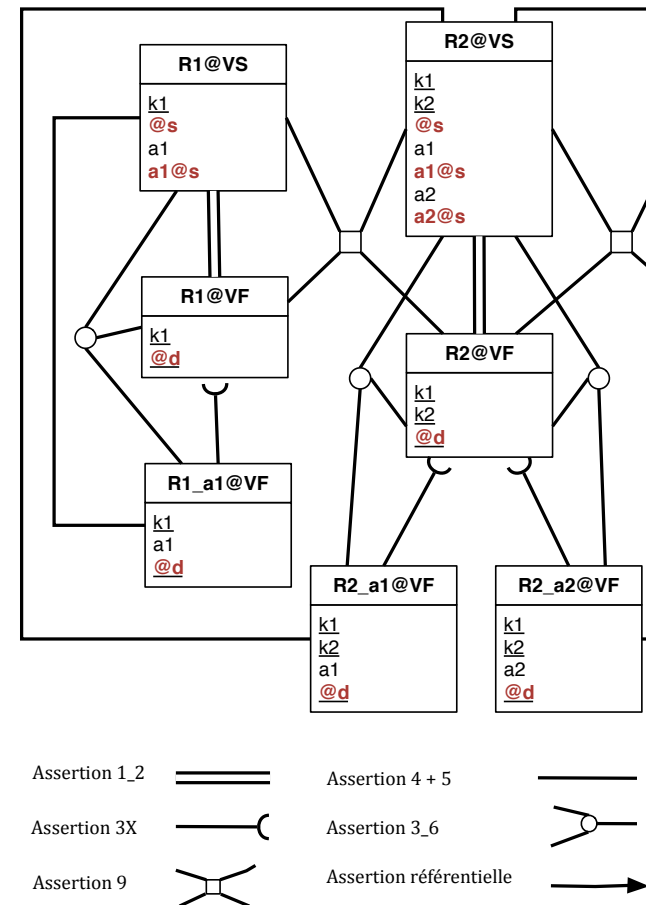 R1@VS
k1
@s
a1
a1@s
R2@VS
k1
k2
@s
a1
a1@s
a2
a2@s
R1@VF
k1
@d
R2@VF
k1
k2
@d
R1_a1@VF
k1
a1
@d
R2_a1@VF
k1
k2
a1
@d
R2_a2@VF
k1
k2
a2
@d
Assertion 1_2
Assertion 4 + 5
Assertion 3X
Assertion 3_6
Assertion 9
Assertion référentielle